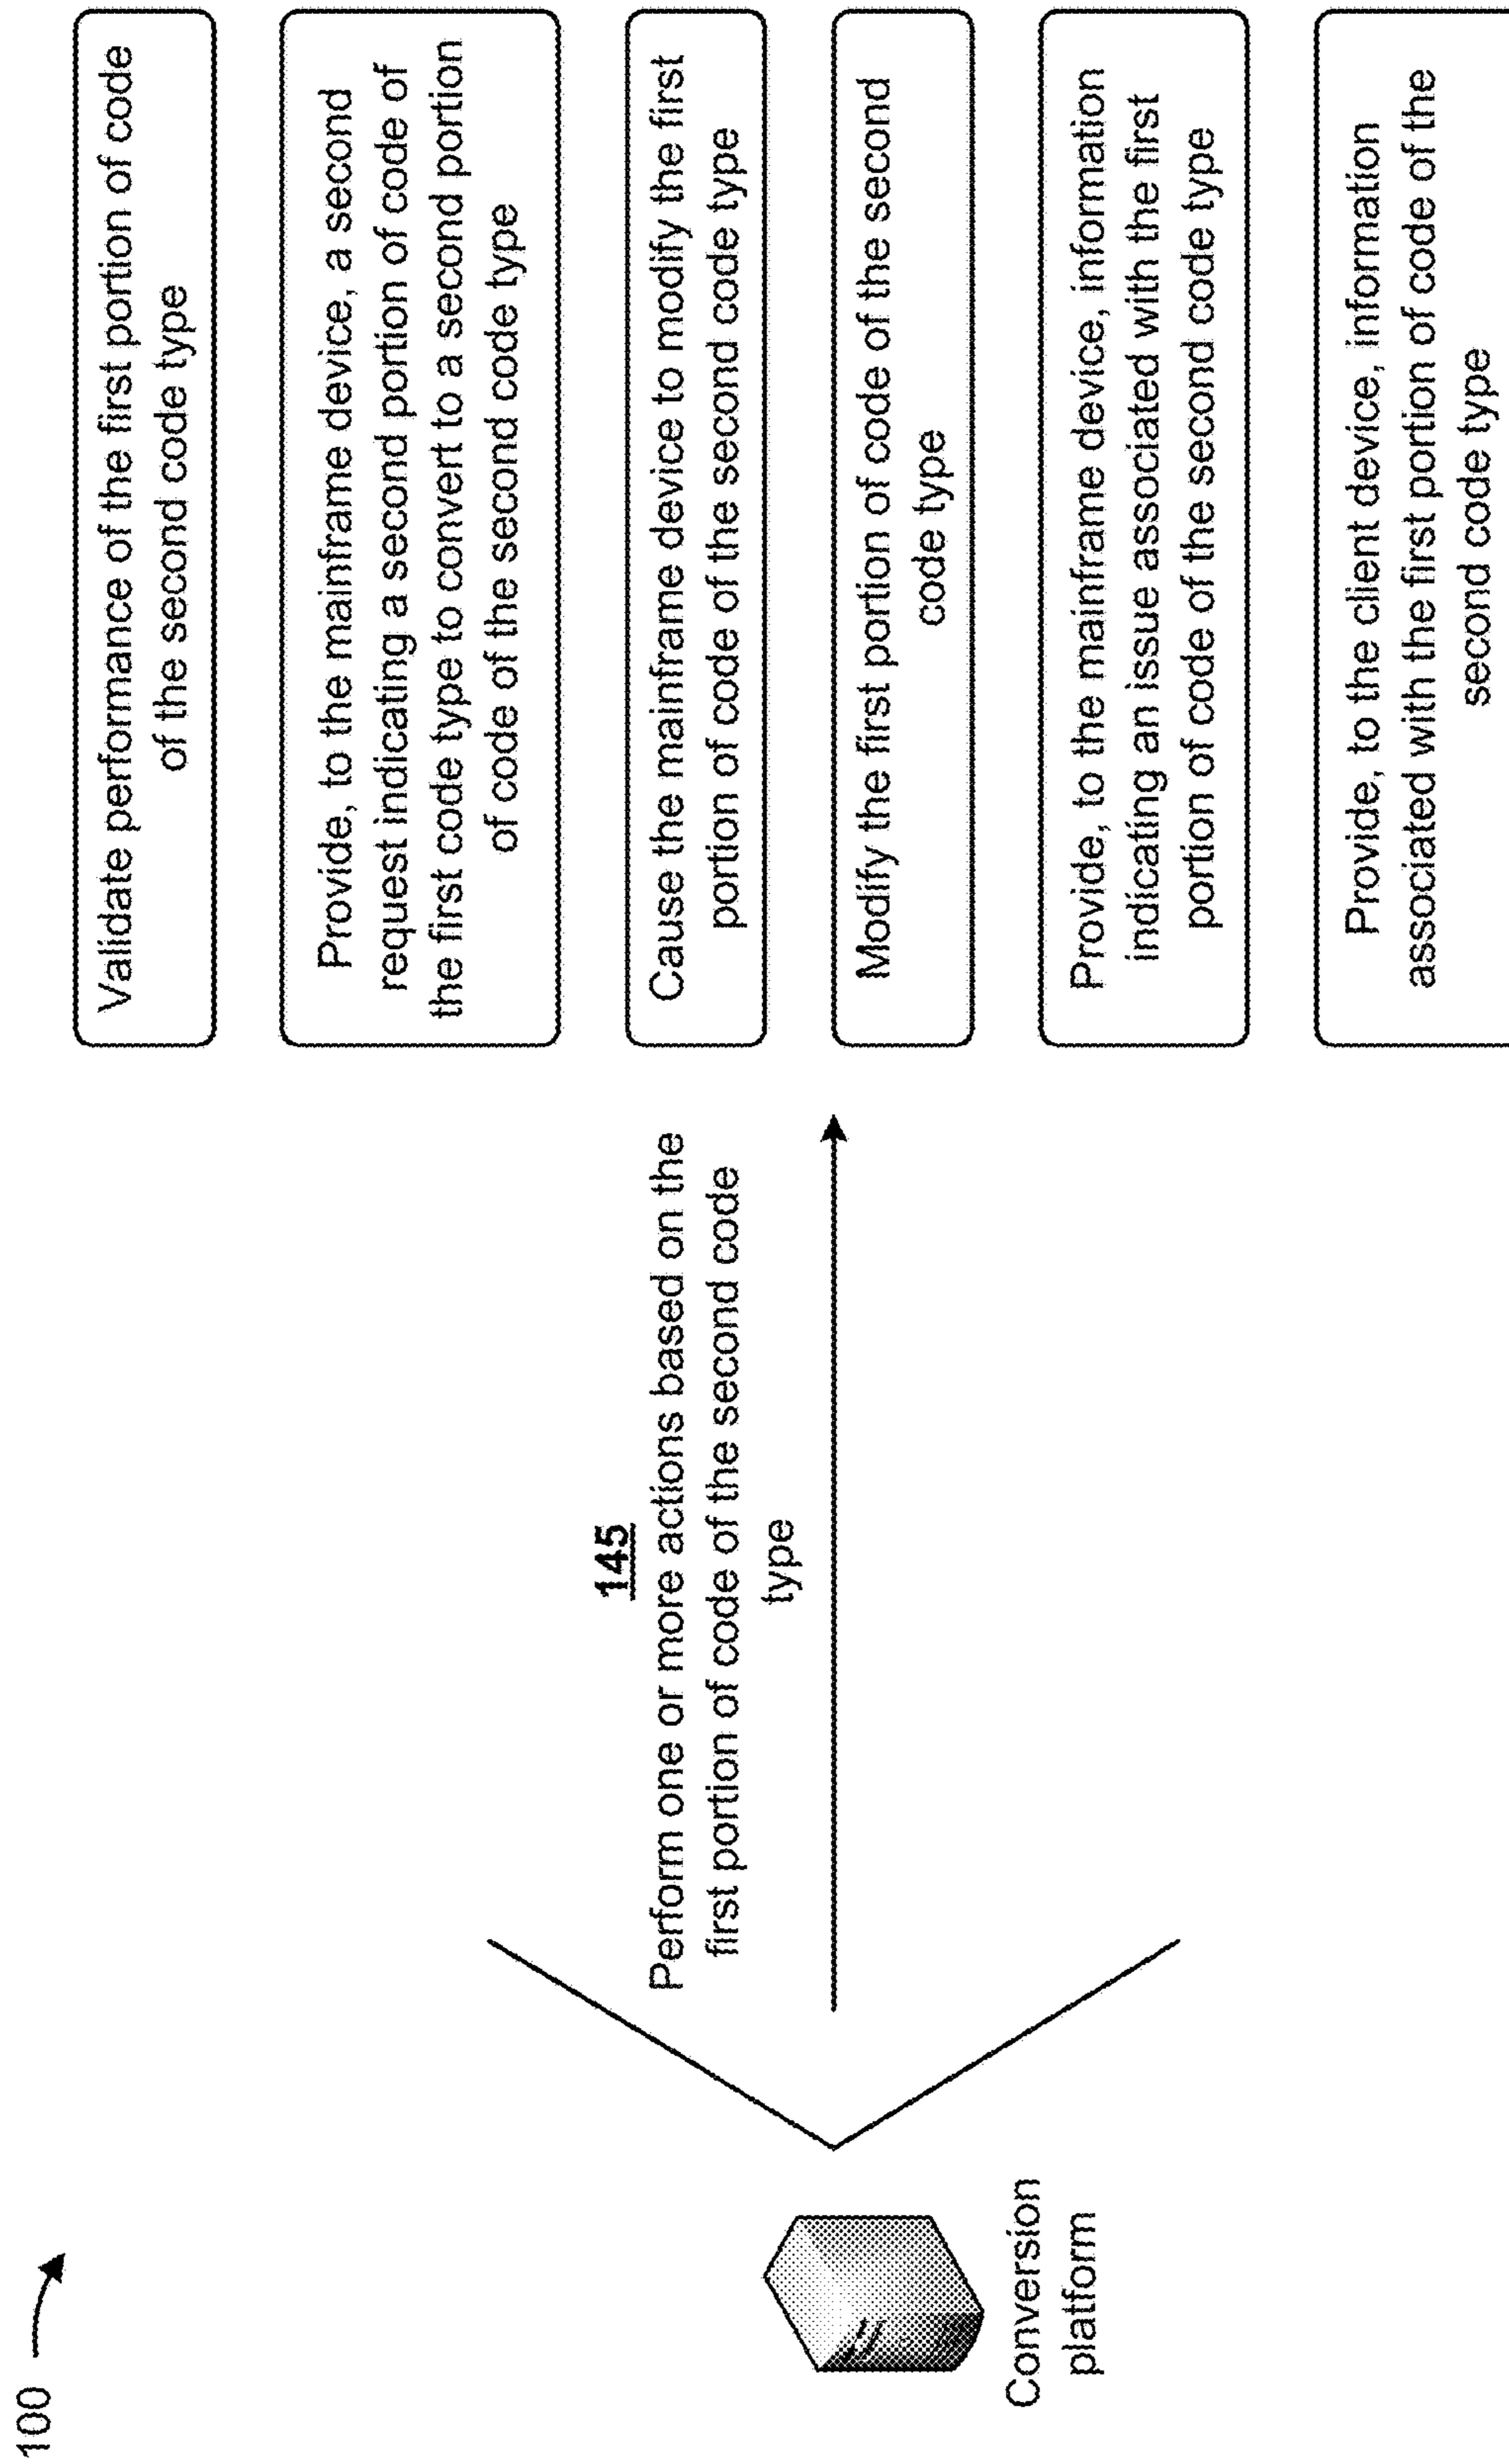 100
Conversion
platform
145
Perform one or more actions based on the
first portion of code of the second code
type
Validate performance of the first portion of code
of the second code type
Provide, to the mainframe device, a second
request indicating a second portion of code of
the first code type to convert to a second portion
of code of the second code type
Cause the mainframe device to modify the first
portion of code of the second code type
Modify the first portion of code of the second
code type
Provide, to the mainframe device, information
indicating an issue associated with the first
portion of code of the second code type
Provide, to the client device, information
associated with the first portion of code of the
second code type